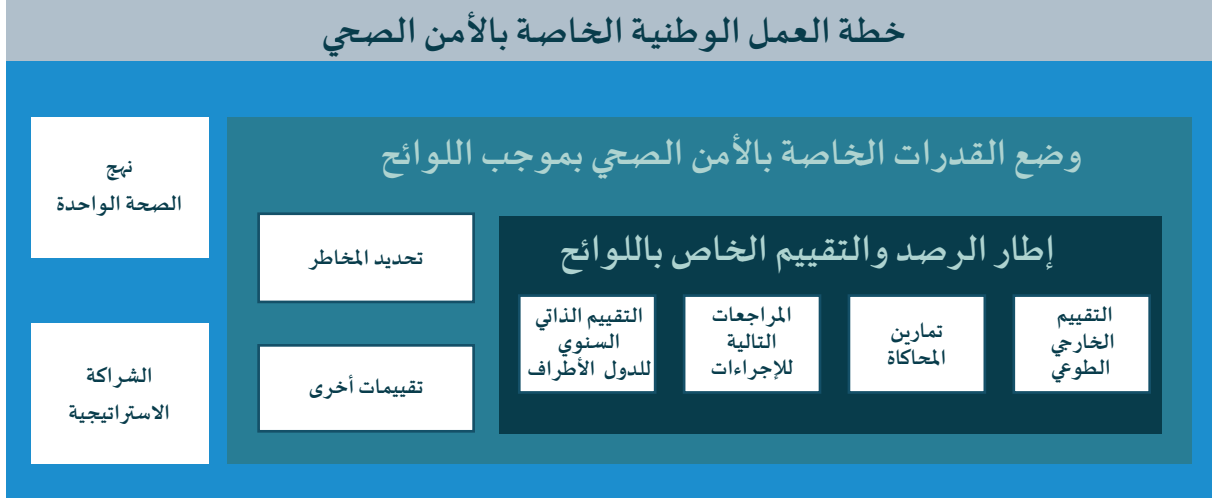 خطة العمل الوطنية الخاصة بالأمن الصحي
وضع القدرات الخاصة بالأمن الصحي بموجب اللوائح
إطار الرصد والتقييم الخاص باللوائح
التقييم
الخارجي
الطوعي
تمارين
المحاكاة
المراجعات
التالية
للإجراءات
التقييم الذاتي
السنوي
للدول الأطراف
تحديد المخاطر
تقييمات أخرى
نهج
الصحة الواحدة
الشراكة
الاستراتيجية